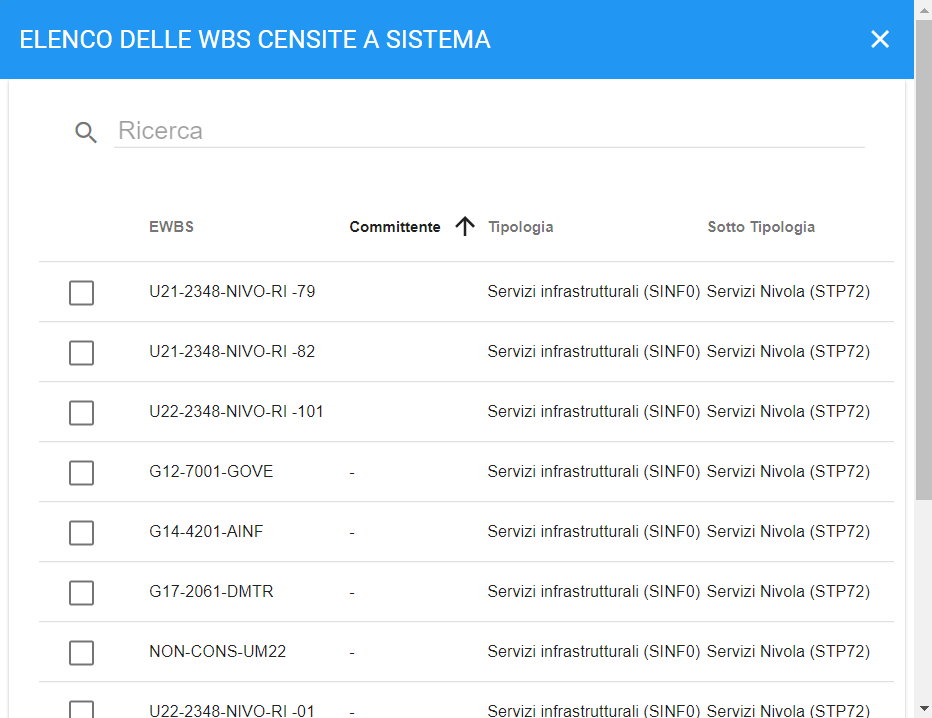 ELENCO DELLE WBS CENSITE A SISTEMA
Ricerca
EWBS Committente Tipologia Sotto Tipologia
U21-2348-NIVO-RI -79 Servizi infrastrutturali (SINF0) Servizi Nivola (STP72)
U21-2348-NIVO-RI -82 Servizi infrastrutturali (SINF0) Servizi Nivola (STP72)
U22-2348-NIVO-RI -101 Servizi infrastrutturali (SINF0) Servizi Nivola (STP72)
G12-7001-GOVE - Servizi infrastrutturali (SINF0) Servizi Nivola (STP72)
G14-4201-AINF - Servizi infrastrutturali (SINF0) Servizi Nivola (STP72)
G17-2061-DMTR - Servizi infrastrutturali (SINF0) Servizi Nivola (STP72)
NON-CONS-UM22 - Servizi infrastrutturali (SINF0) Servizi Nivola (STP72)
U22-2348-NIVO-RI -01 - Servizi infrastrutturali (SINF0) Servizi Nivola (STP72)